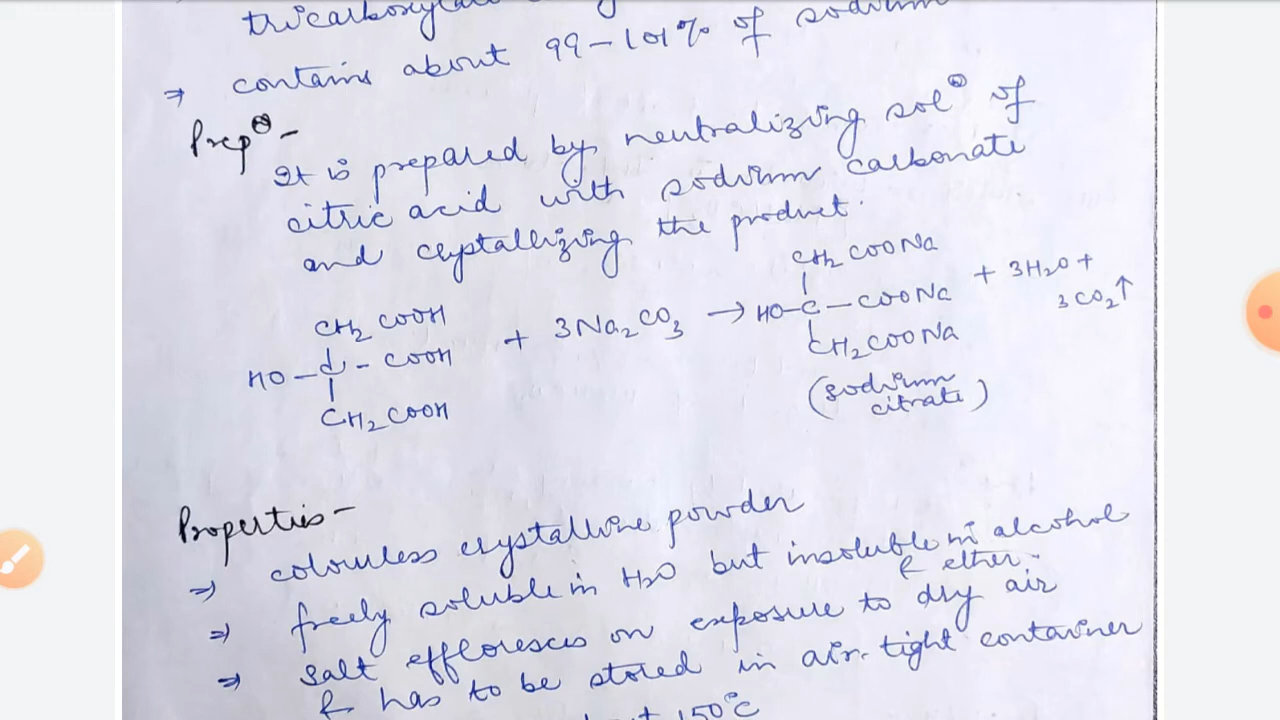 contains about 99-101% of sodium
⇒
Prepⁿ-
It is prepared by neutralizing solⁿ of
citric acid with sodium carbonate
and crystallizing the product.
CH₂COOH
HO-C-COOH
CH₂COOH
+ 3Na₂CO₃ →
CH₂COONa
HO-C-COONa
CH₂COONa
+ 3H₂O +
3CO₂↑
(sodium
citrate)
Properties-
⇒ colourless crystalline powder
⇒ freely soluble in H₂O but insoluble in alcohol
& ether.
⇒ salt effloresces on exposure to dry air
& has to be stored in air-tight container
150°C